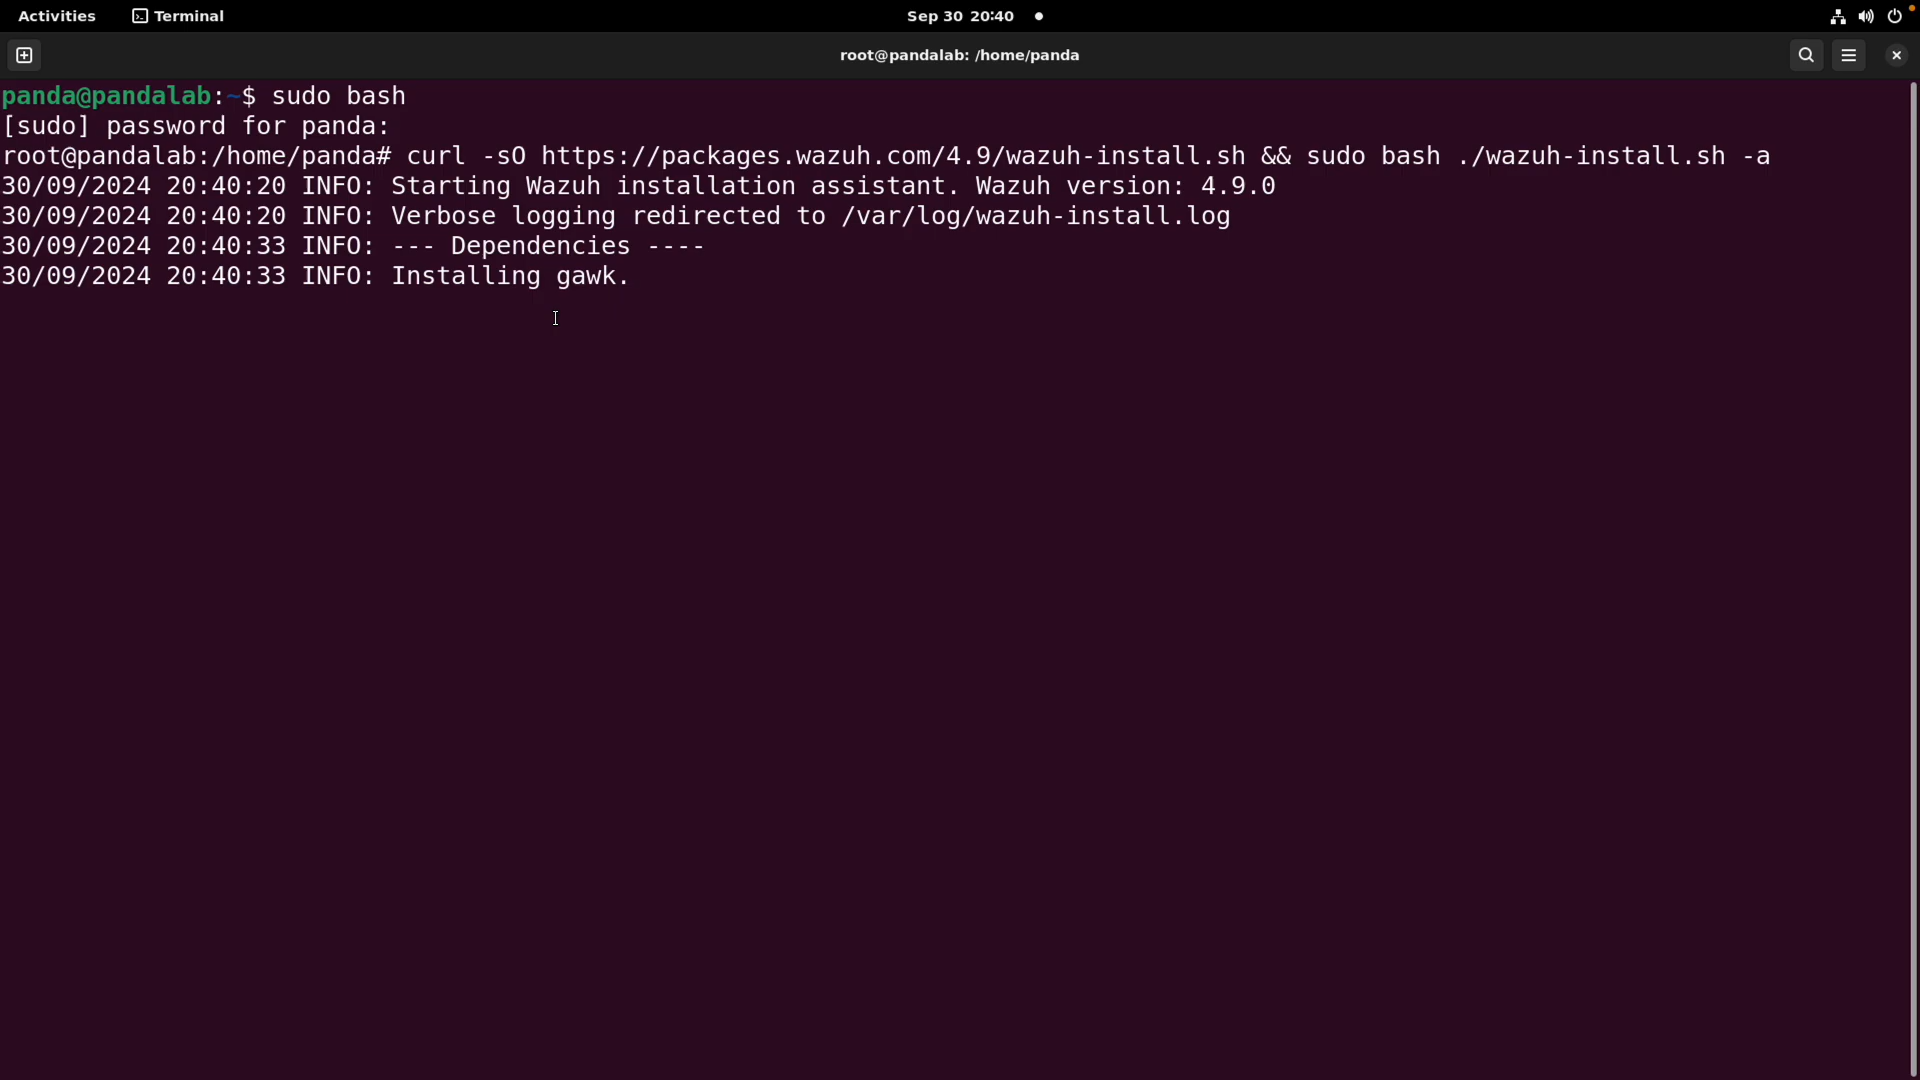 Activities Terminal Sep 30 20:40
root@pandalab: /home/panda
panda@pandalab:~$ sudo bash
[sudo] password for panda:
root@pandalab:/home/panda# curl -sO https://packages.wazuh.com/4.9/wazuh-install.sh && sudo bash ./wazuh-install.sh -a
30/09/2024 20:40:20 INFO: Starting Wazuh installation assistant. Wazuh version: 4.9.0
30/09/2024 20:40:20 INFO: Verbose logging redirected to /var/log/wazuh-install.log
30/09/2024 20:40:33 INFO: --- Dependencies ----
30/09/2024 20:40:33 INFO: Installing gawk.